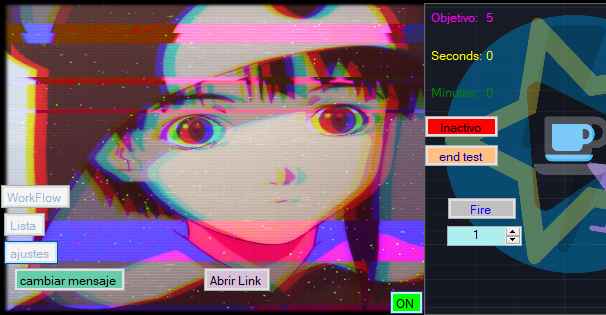 Objetivo: 5
Seconds: 0
Minutes: 0
Inactivo
end test
WorkFlow
Fire
Lista
1
ajustes
cambiar mensaje
Abrir Link
ON